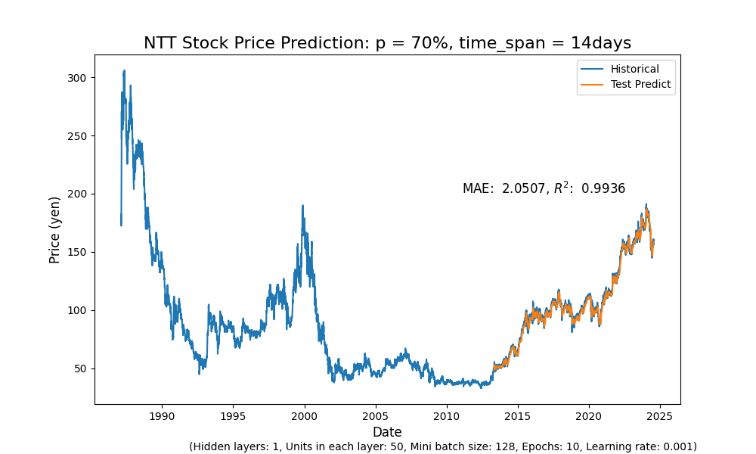 NTT Stock Price Prediction: p = 70%, time_span = 14days
Historical
Test Predict
MAE: 2.0507, R²: 0.9936
Price (yen)
300
250
200
150
100
50
1990 1995 2000 2005 2010 2015 2020 2025
Date
(Hidden layers: 1, Units in each layer: 50, Mini batch size: 128, Epochs: 10, Learning rate: 0.001)